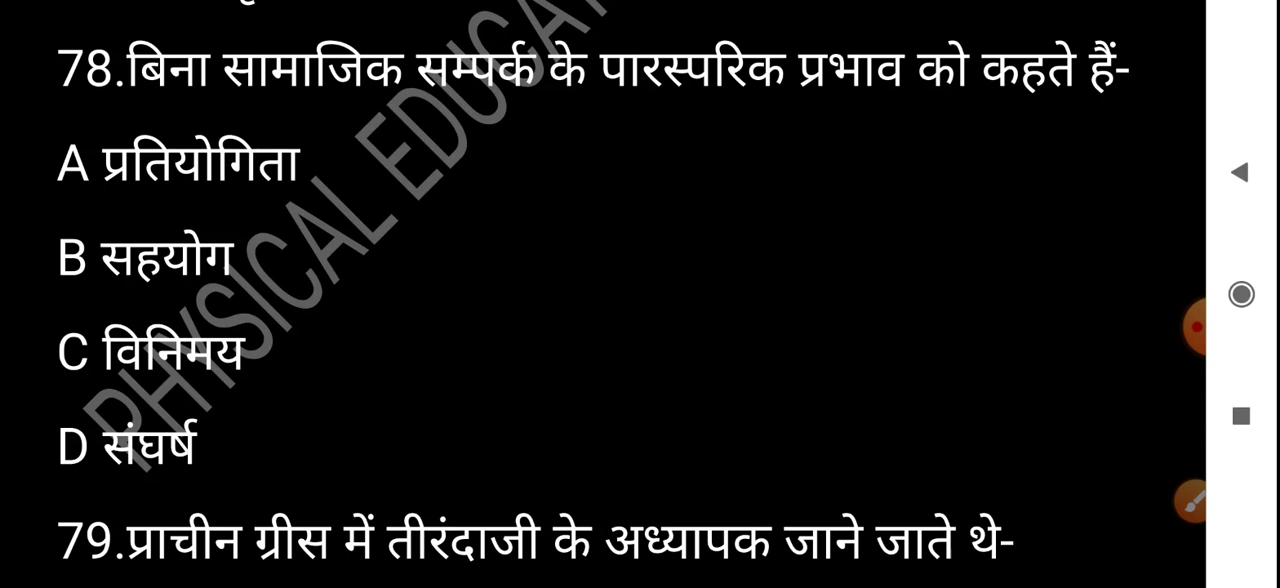 78.बिना सामाजिक सम्पर्क के पारस्परिक प्रभाव को कहते हैं-
A प्रतियोगिता
B सहयोग
C विनिमय
D संघर्ष
79.प्राचीन ग्रीस में तीरंदाजी के अध्यापक जाने जाते थे-
PHYSICAL EDUCA